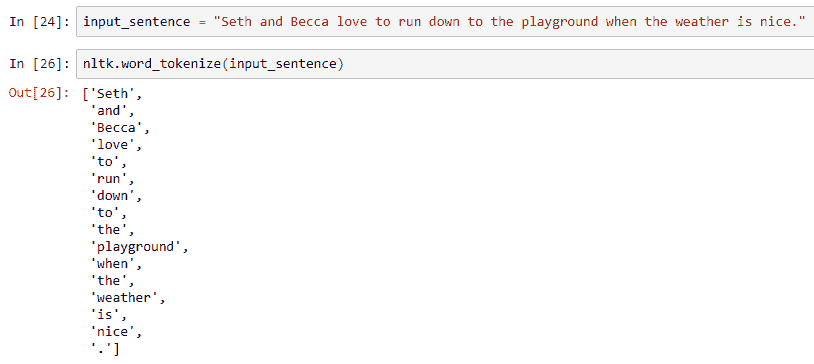 In [24]: input_sentence = "Seth and Becca love to run down to the playground when the weather is nice."
In [26]: nltk.word_tokenize(input_sentence)
Out[26]: ['Seth',
'and',
'Becca',
'love',
'to',
'run',
'down',
'to',
'the',
'playground',
'when',
'the',
'weather',
'is',
'nice',
'.']